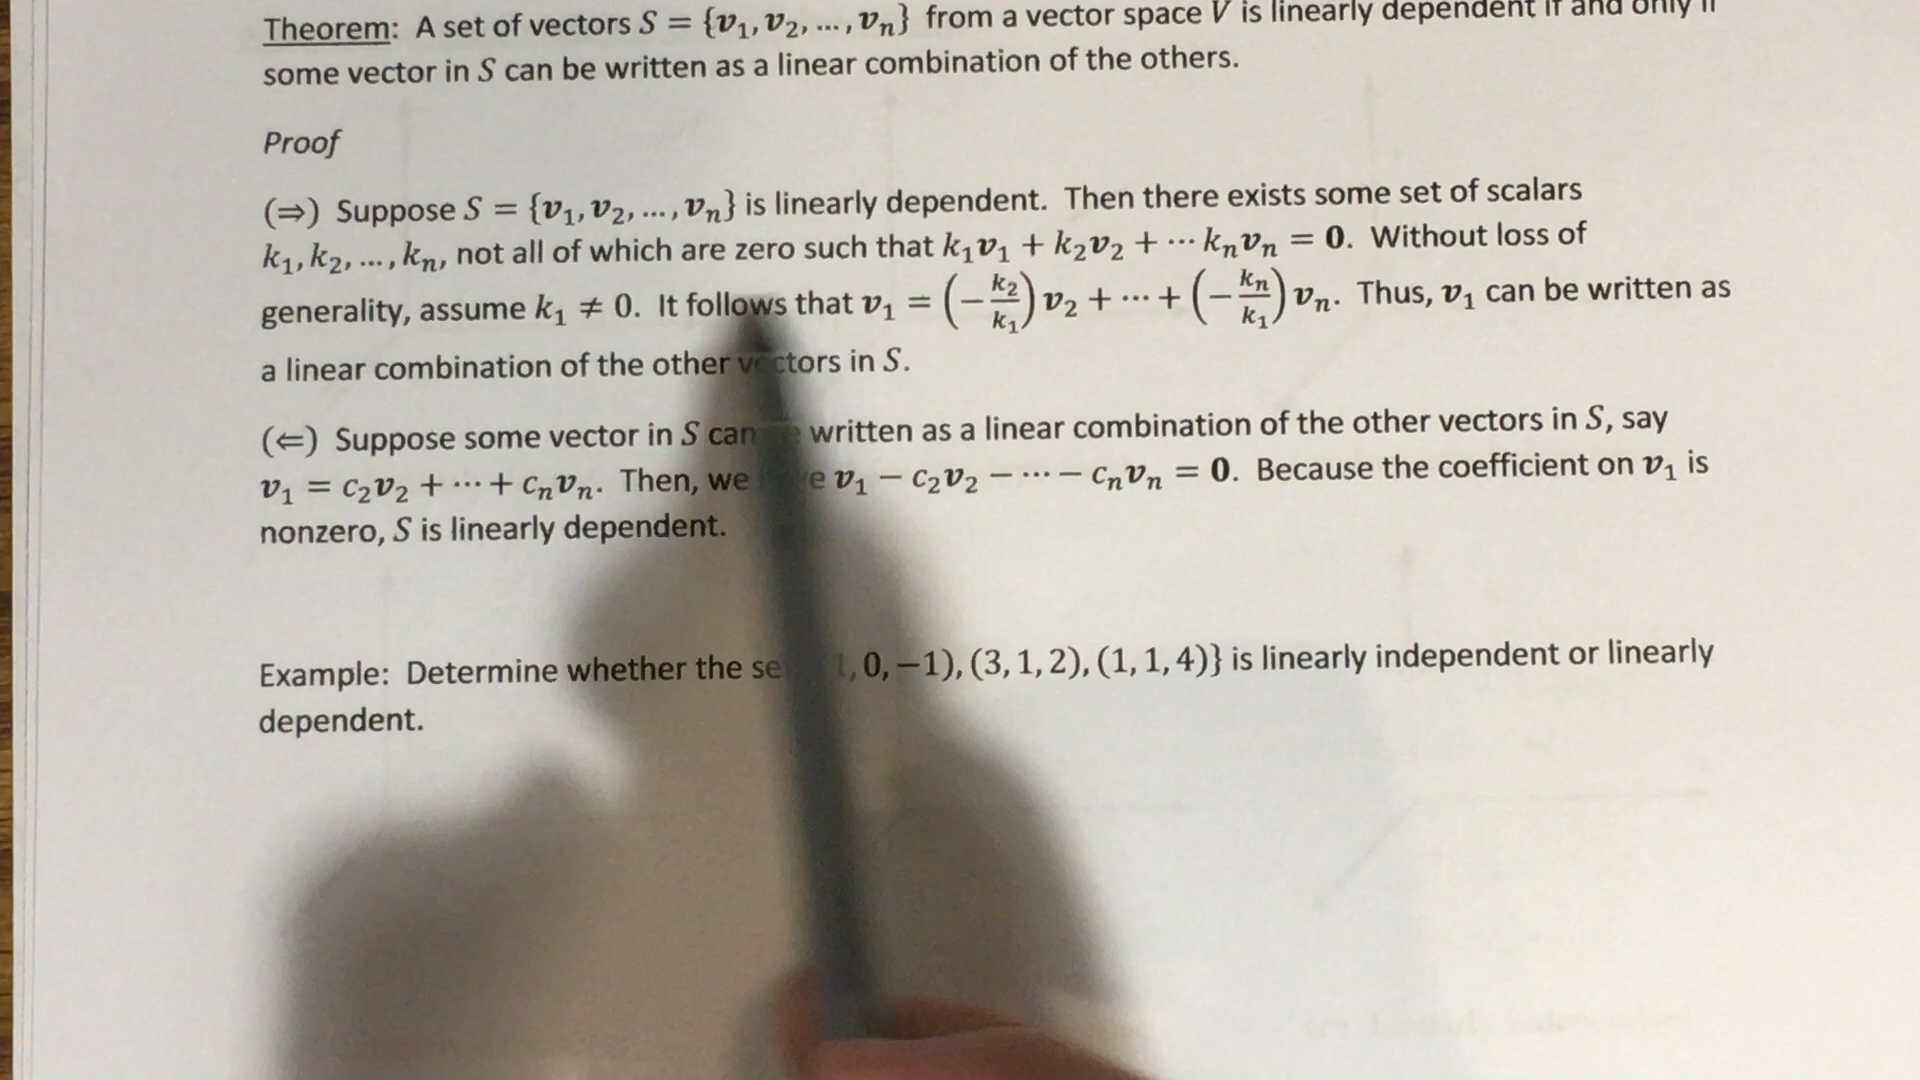 Theorem: A set of vectors S = {v₁, v₂, ..., vₙ} from a vector space V is linearly dependent if and only if
some vector in S can be written as a linear combination of the others.
Proof
(⇒) Suppose S = {v₁, v₂, ..., vₙ} is linearly dependent. Then there exists some set of scalars
k₁, k₂, ..., kₙ, not all of which are zero such that k₁v₁ + k₂v₂ + ⋯ kₙvₙ = 0. Without loss of
generality, assume k₁ ≠ 0. It follows that v₁ = (−k₂/k₁) v₂ + ⋯ + (−kₙ/k₁) vₙ. Thus, v₁ can be written as
a linear combination of the other vectors in S.
(⇐) Suppose some vector in S can written as a linear combination of the other vectors in S, say
v₁ = c₂v₂ + ⋯ + cₙvₙ. Then, we v₁ − c₂v₂ − ⋯ − cₙvₙ = 0. Because the coefficient on v₁ is
nonzero, S is linearly dependent.
Example: Determine whether the , 0, −1), (3, 1, 2), (1, 1, 4)} is linearly independent or linearly
dependent.